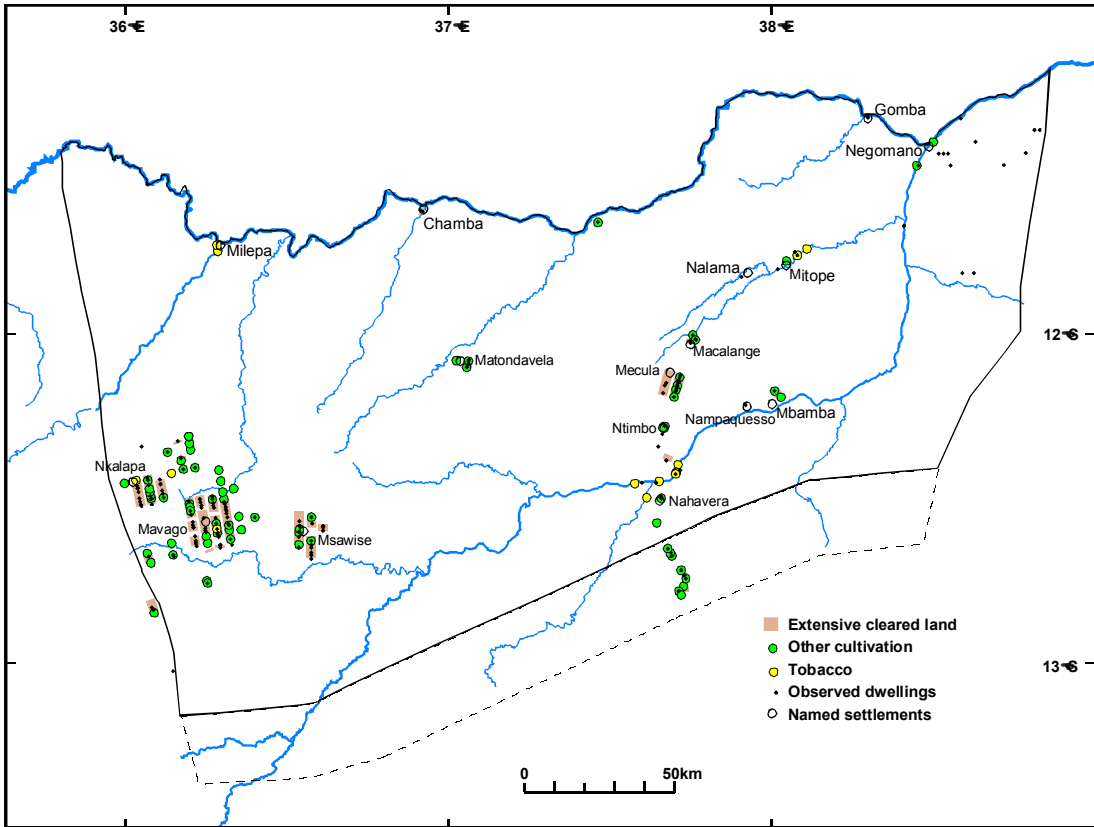 36°E 37°E 38°E
Gomba
Negomano
Chamba
Milepa
Nalama
Mitope
12°S
Macalange
Matondavela
Mecula
Nampaquesso
Mbamba
Ntimbo
Nkalapa
Nahavera
Mavago
Msawise
Extensive cleared land
Other cultivation
Tobacco
13°S
Observed dwellings
Named settlements
0 50km